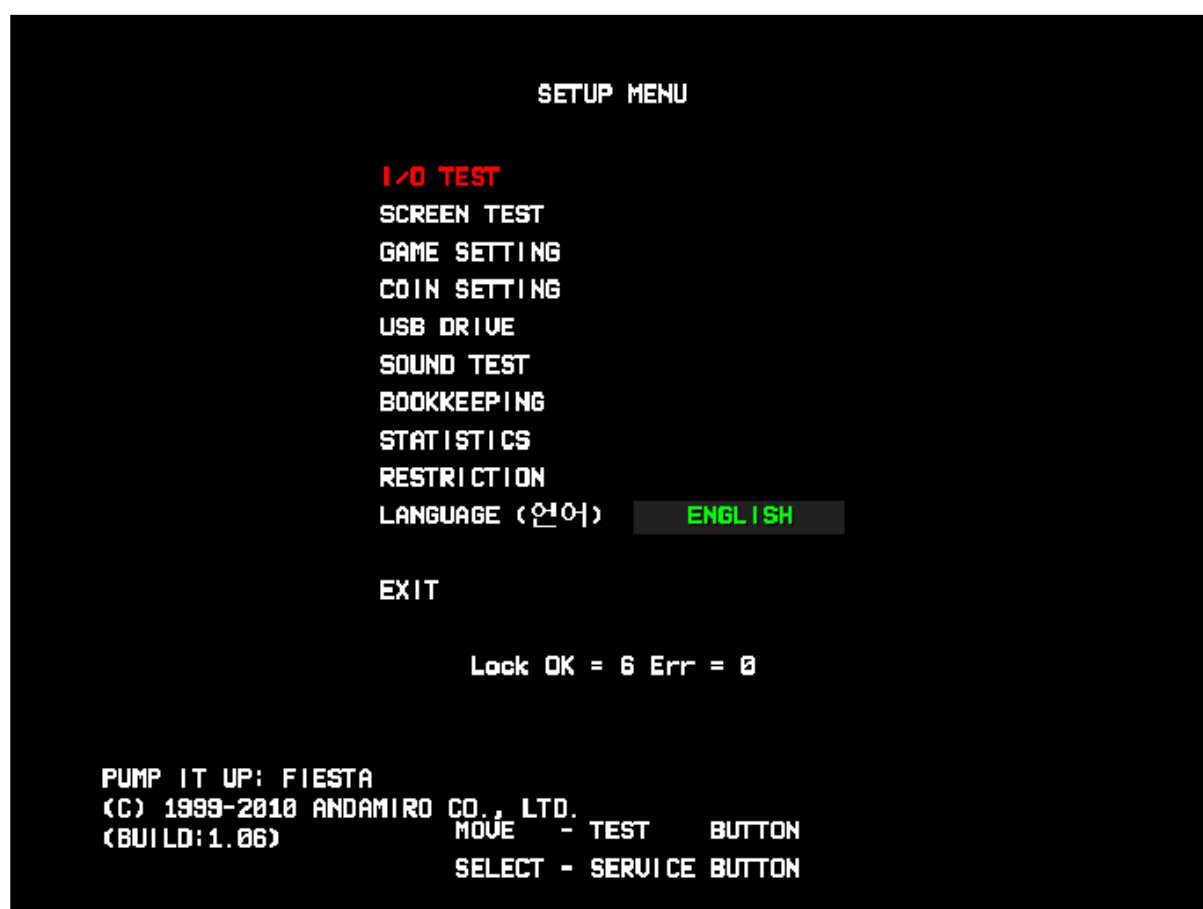 SETUP MENU
I/O TEST
SCREEN TEST
GAME SETTING
COIN SETTING
USB DRIVE
SOUND TEST
BOOKKEEPING
STATISTICS
RESTRICTION
LANGUAGE (언어) ENGLISH
EXIT
Lock OK = 6 Err = 0
PUMP IT UP: FIESTA
(C) 1999-2010 ANDAMIRO CO., LTD.
(BUILD:1.06)
MOVE - TEST BUTTON
SELECT - SERVICE BUTTON